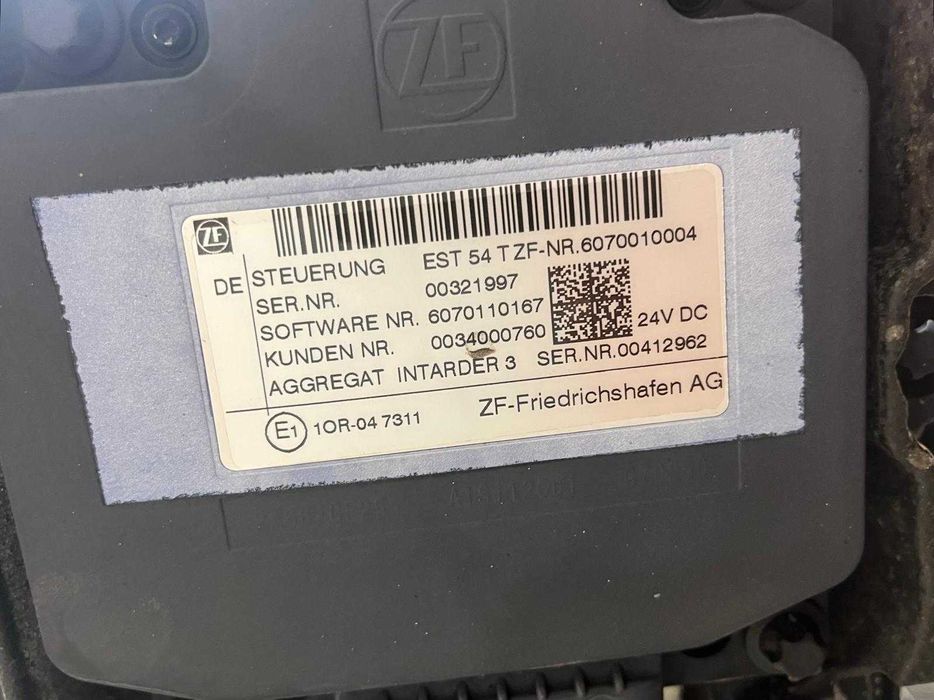 ZF
ZF
DE STEUERUNG EST 54 T ZF-NR.6070010004
SER.NR. 00321997
SOFTWARE NR. 6070110167
KUNDEN NR. 0034000760
24V DC
AGGREGAT INTARDER 3 SER.NR.00412962
E1 10R-04 7311
ZF-Friedrichshafen AG